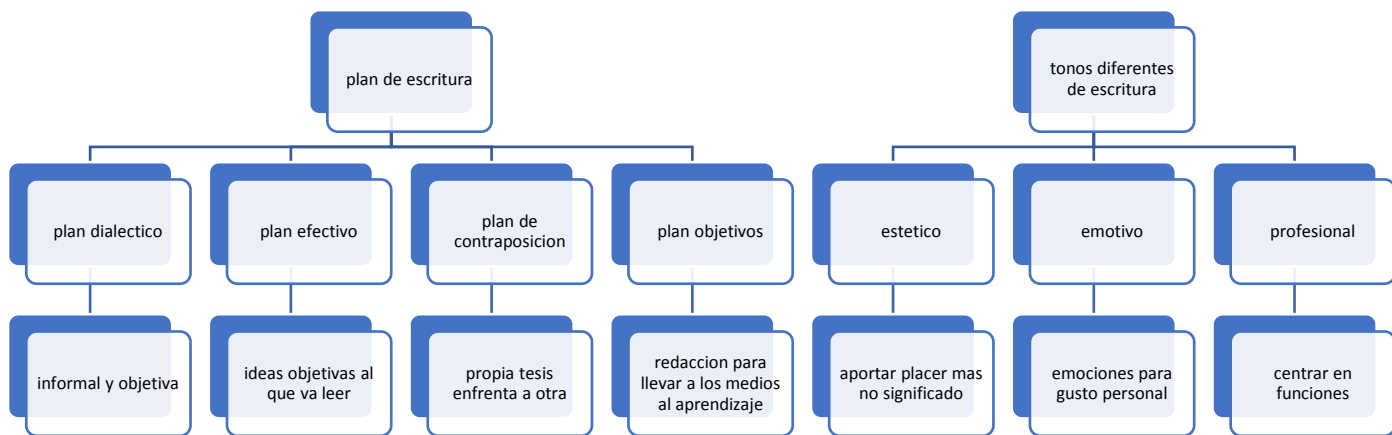 plan de escritura
tonos diferentes
de escritura
plan dialectico
plan efectivo
plan de
contraposicion
plan objetivos
estetico
emotivo
profesional
informal y objetiva
ideas objetivas al
que va leer
propia tesis
enfrenta a otra
redaccion para
llevar a los medios
al aprendizaje
aportar placer mas
no significado
emociones para
gusto personal
centrar en
funciones